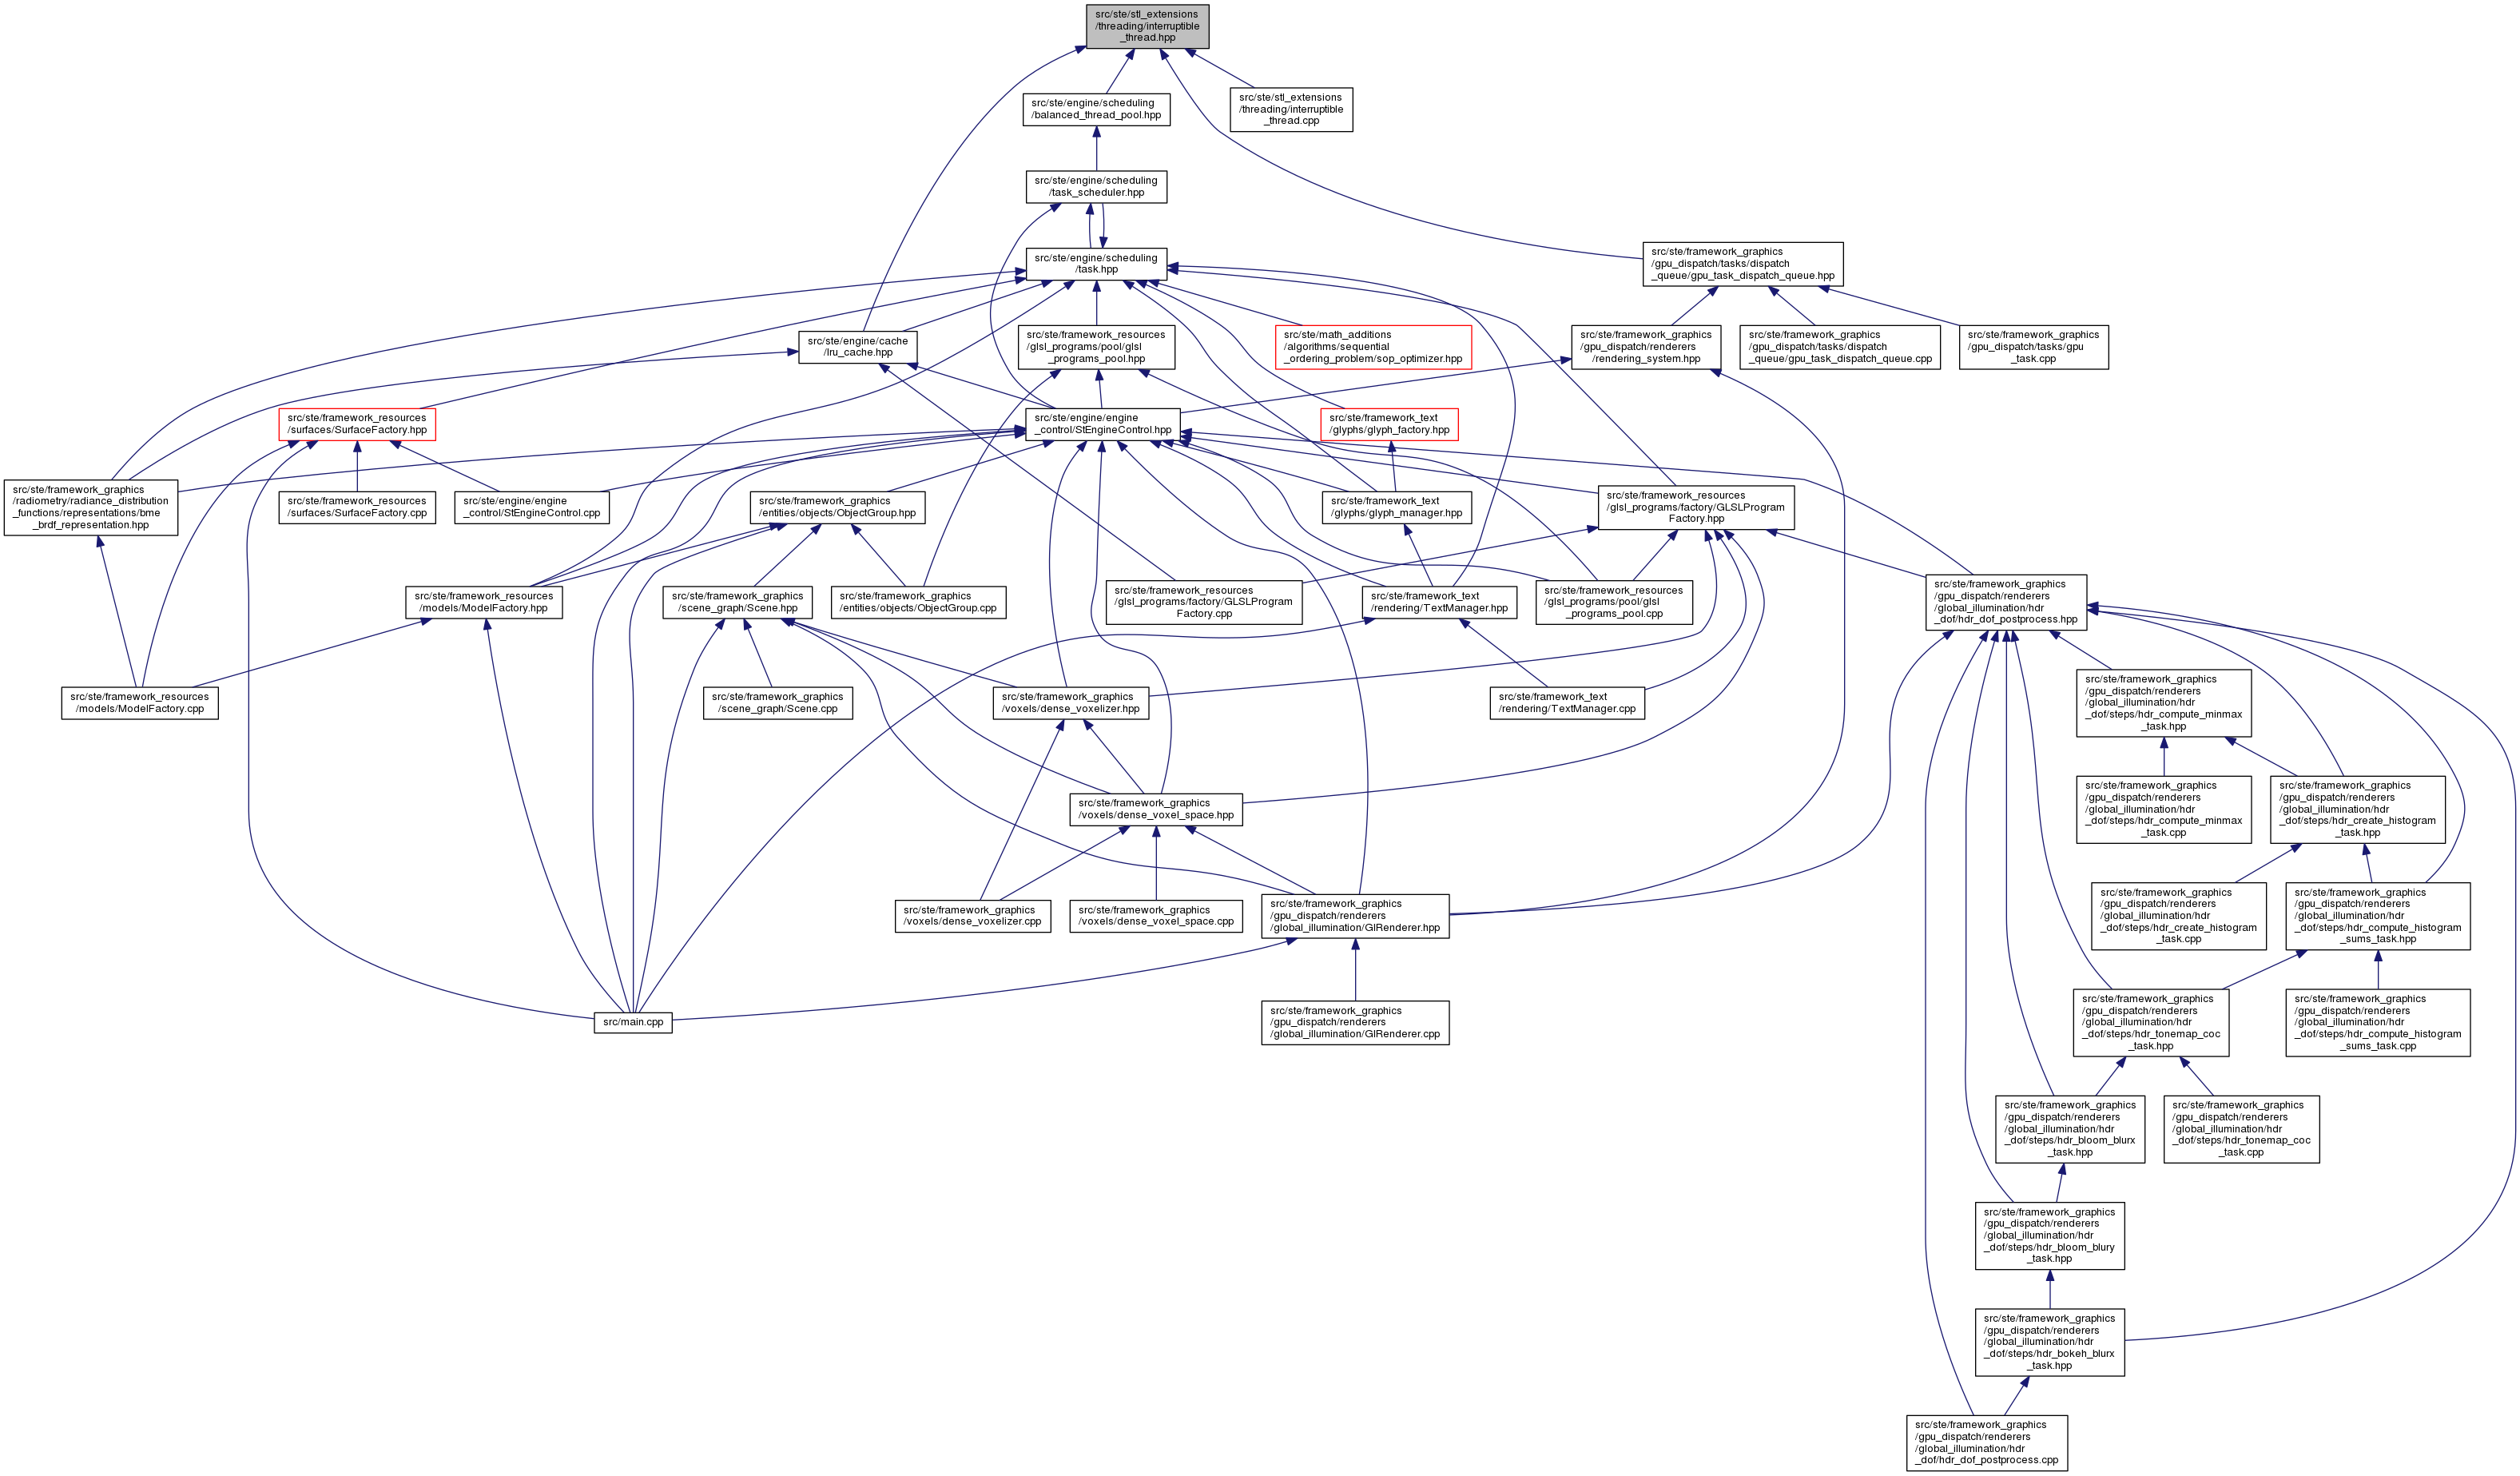 src/ste/stl_extensions
/threading/interruptible
_thread.hpp
src/ste/engine/scheduling
/balanced_thread_pool.hpp
src/ste/stl_extensions
/threading/interruptible
_thread.cpp
src/ste/engine/scheduling
/task_scheduler.hpp
src/ste/engine/scheduling
/task.hpp
src/ste/framework_graphics
/gpu_dispatch/tasks/dispatch
_queue/gpu_task_dispatch_queue.hpp
src/ste/engine/cache
/lru_cache.hpp
src/ste/framework_resources
/glsl_programs/pool/glsl
_programs_pool.hpp
src/ste/math_additions
/algorithms/sequential
_ordering_problem/sop_optimizer.hpp
src/ste/framework_graphics
/gpu_dispatch/renderers
/rendering_system.hpp
src/ste/framework_graphics
/gpu_dispatch/tasks/dispatch
_queue/gpu_task_dispatch_queue.cpp
src/ste/framework_graphics
/gpu_dispatch/tasks/gpu
_task.cpp
src/ste/framework_resources
/surfaces/SurfaceFactory.hpp
src/ste/engine/engine
_control/StEngineControl.hpp
src/ste/framework_text
/glyphs/glyph_factory.hpp
src/ste/framework_graphics
/radiometry/radiance_distribution
_functions/representations/bme
_brdf_representation.hpp
src/ste/framework_resources
/surfaces/SurfaceFactory.cpp
src/ste/engine/engine
_control/StEngineControl.cpp
src/ste/framework_graphics
/entities/objects/ObjectGroup.hpp
src/ste/framework_text
/glyphs/glyph_manager.hpp
src/ste/framework_resources
/glsl_programs/factory/GLSLProgram
Factory.hpp
src/ste/framework_resources
/models/ModelFactory.hpp
src/ste/framework_graphics
/scene_graph/Scene.hpp
src/ste/framework_graphics
/entities/objects/ObjectGroup.cpp
src/ste/framework_resources
/glsl_programs/factory/GLSLProgram
Factory.cpp
src/ste/framework_text
/rendering/TextManager.hpp
src/ste/framework_resources
/glsl_programs/pool/glsl
_programs_pool.cpp
src/ste/framework_graphics
/gpu_dispatch/renderers
/global_illumination/hdr
_dof/hdr_dof_postprocess.hpp
src/ste/framework_resources
/models/ModelFactory.cpp
src/ste/framework_graphics
/scene_graph/Scene.cpp
src/ste/framework_graphics
/voxels/dense_voxelizer.hpp
src/ste/framework_text
/rendering/TextManager.cpp
src/ste/framework_graphics
/gpu_dispatch/renderers
/global_illumination/hdr
_dof/steps/hdr_compute_minmax
_task.hpp
src/ste/framework_graphics
/voxels/dense_voxel_space.hpp
src/ste/framework_graphics
/gpu_dispatch/renderers
/global_illumination/hdr
_dof/steps/hdr_compute_minmax
_task.cpp
src/ste/framework_graphics
/gpu_dispatch/renderers
/global_illumination/hdr
_dof/steps/hdr_create_histogram
_task.hpp
src/ste/framework_graphics
/voxels/dense_voxelizer.cpp
src/ste/framework_graphics
/voxels/dense_voxel_space.cpp
src/ste/framework_graphics
/gpu_dispatch/renderers
/global_illumination/GIRenderer.hpp
src/ste/framework_graphics
/gpu_dispatch/renderers
/global_illumination/hdr
_dof/steps/hdr_create_histogram
_task.cpp
src/ste/framework_graphics
/gpu_dispatch/renderers
/global_illumination/hdr
_dof/steps/hdr_compute_histogram
_sums_task.hpp
src/main.cpp
src/ste/framework_graphics
/gpu_dispatch/renderers
/global_illumination/GIRenderer.cpp
src/ste/framework_graphics
/gpu_dispatch/renderers
/global_illumination/hdr
_dof/steps/hdr_tonemap_coc
_task.hpp
src/ste/framework_graphics
/gpu_dispatch/renderers
/global_illumination/hdr
_dof/steps/hdr_compute_histogram
_sums_task.cpp
src/ste/framework_graphics
/gpu_dispatch/renderers
/global_illumination/hdr
_dof/steps/hdr_bloom_blurx
_task.hpp
src/ste/framework_graphics
/gpu_dispatch/renderers
/global_illumination/hdr
_dof/steps/hdr_tonemap_coc
_task.cpp
src/ste/framework_graphics
/gpu_dispatch/renderers
/global_illumination/hdr
_dof/steps/hdr_bloom_blury
_task.hpp
src/ste/framework_graphics
/gpu_dispatch/renderers
/global_illumination/hdr
_dof/steps/hdr_bokeh_blurx
_task.hpp
src/ste/framework_graphics
/gpu_dispatch/renderers
/global_illumination/hdr
_dof/hdr_dof_postprocess.cpp